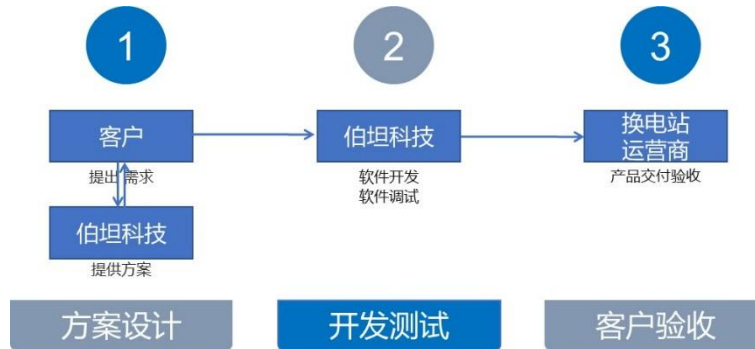 1
2
3
客户
伯坦科技
换电站
运营商
提出 需求
软件开发
软件调试
产品交付验收
伯坦科技
提供方案
方案设计
开发测试
客户验收